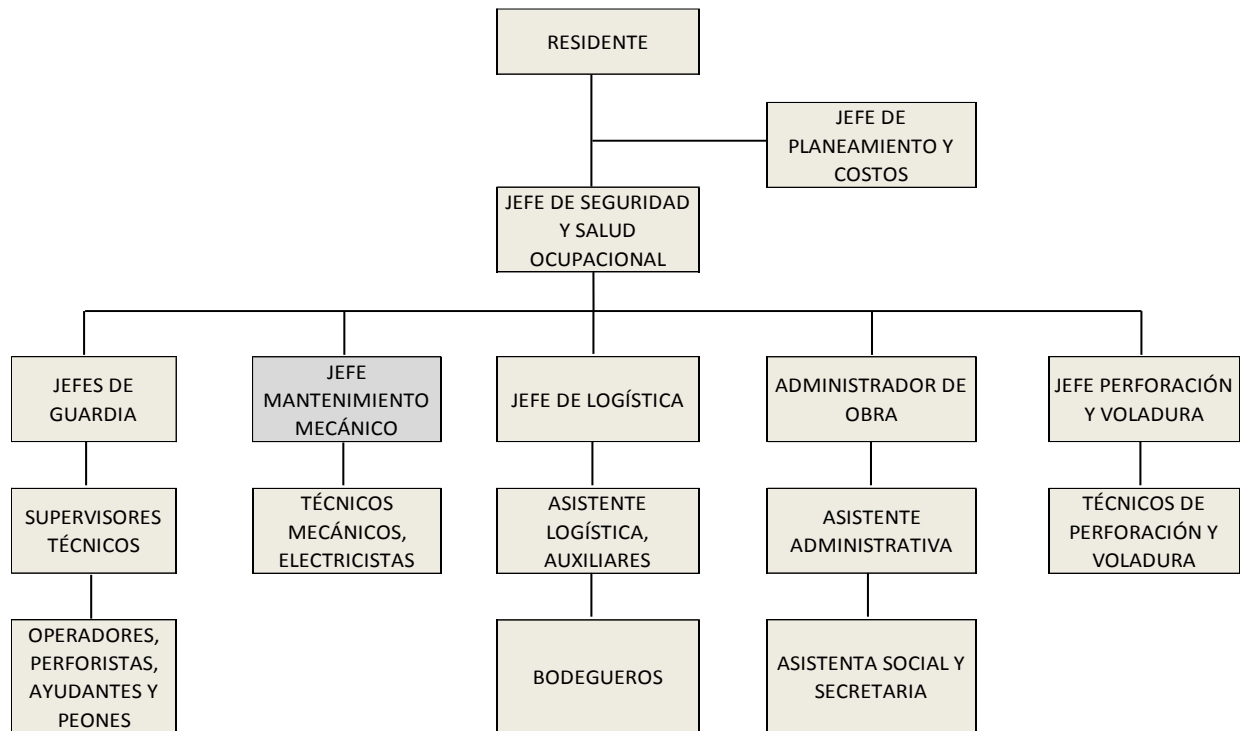 RESIDENTE
JEFE DE
PLANEAMIENTO Y
COSTOS
JEFE DE SEGURIDAD
Y SALUD
OCUPACIONAL
JEFES DE
GUARDIA
JEFE
MANTENIMIENTO
MECÁNICO
JEFE DE LOGÍSTICA
ADMINISTRADOR DE
OBRA
JEFE PERFORACIÓN
Y VOLADURA
SUPERVISORES
TÉCNICOS
TÉCNICOS
MECÁNICOS,
ELECTRICISTAS
ASISTENTE
LOGÍSTICA,
AUXILIARES
ASISTENTE
ADMINISTRATIVA
TÉCNICOS DE
PERFORACIÓN Y
VOLADURA
OPERADORES,
PERFORISTAS,
AYUDANTES Y
PEONES
BODEGUEROS
ASISTENTA SOCIAL Y
SECRETARIA